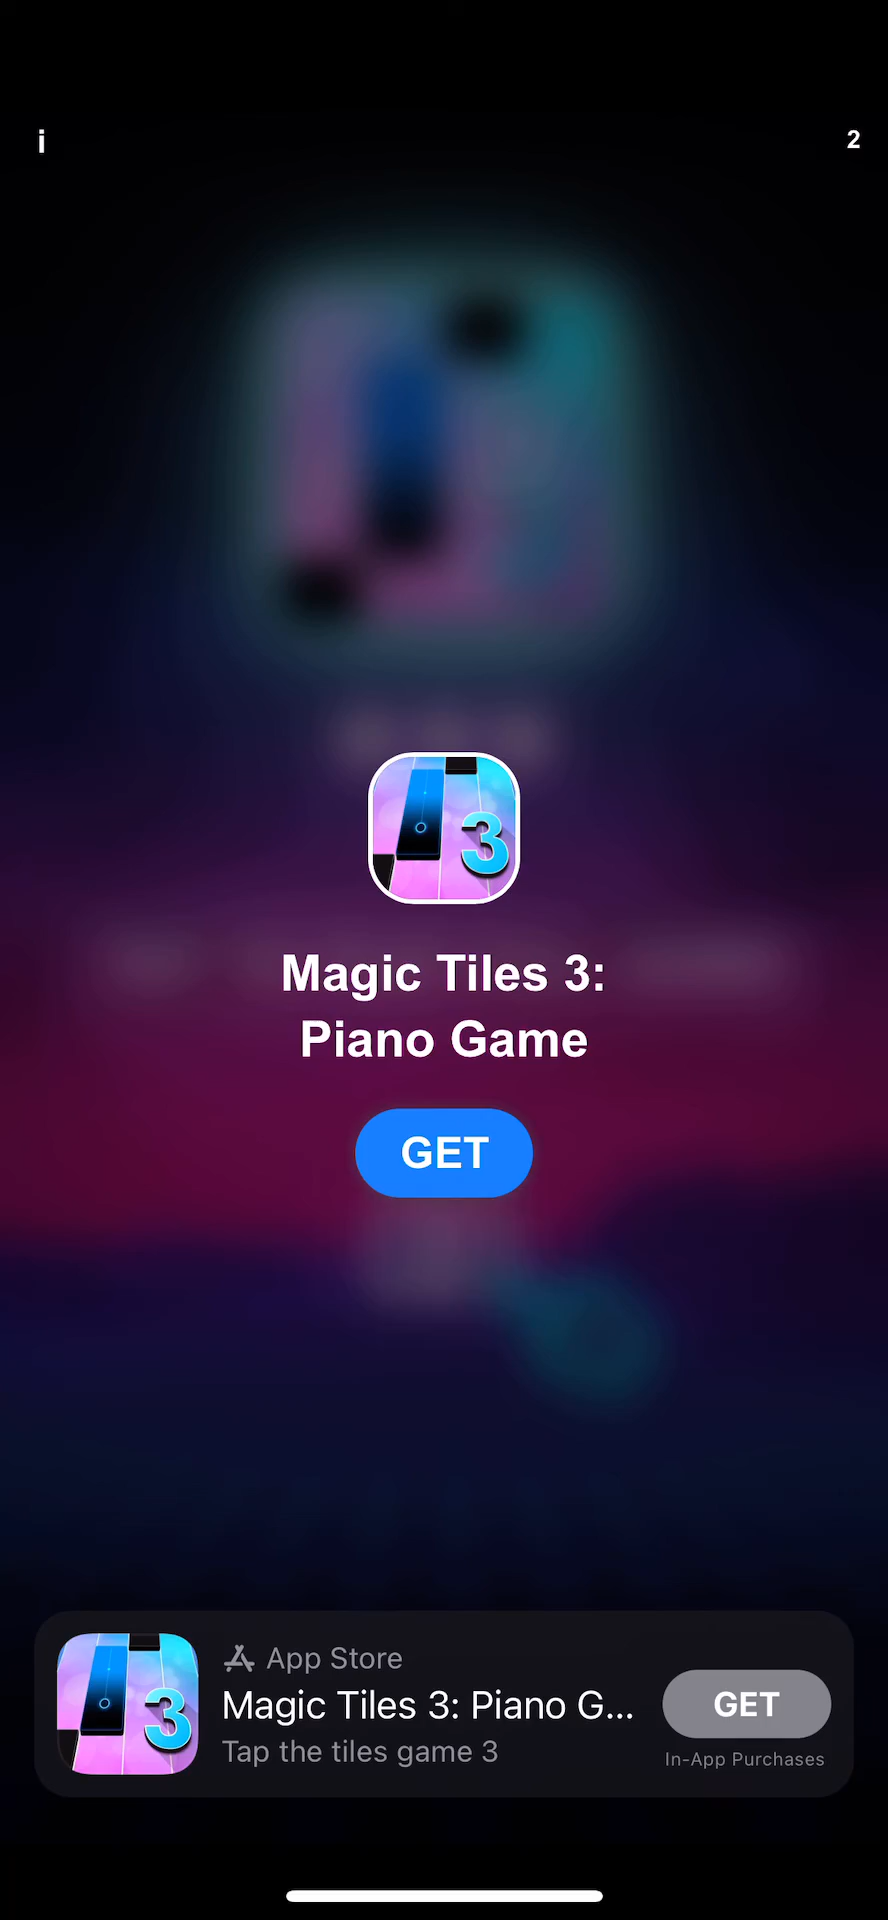 i
2
3
Magic Tiles 3:
Piano Game
GET
3
App Store
Magic Tiles 3: Piano G...
Tap the tiles game 3
GET
In-App Purchases